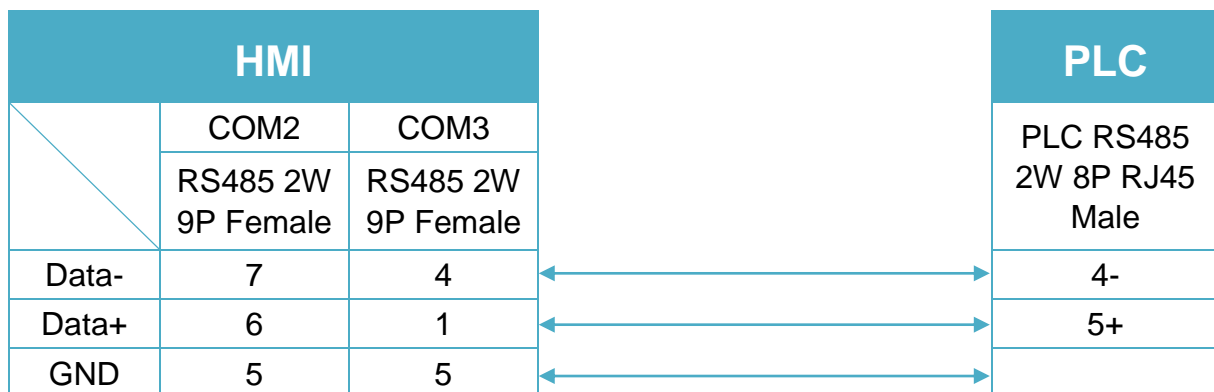 HMI
PLC
COM2 COM3
RS485 2W
9P Female
RS485 2W
9P Female
PLC RS485
2W 8P RJ45
Male
Data- 7 4 4-
Data+ 6 1 5+
GND 5 5